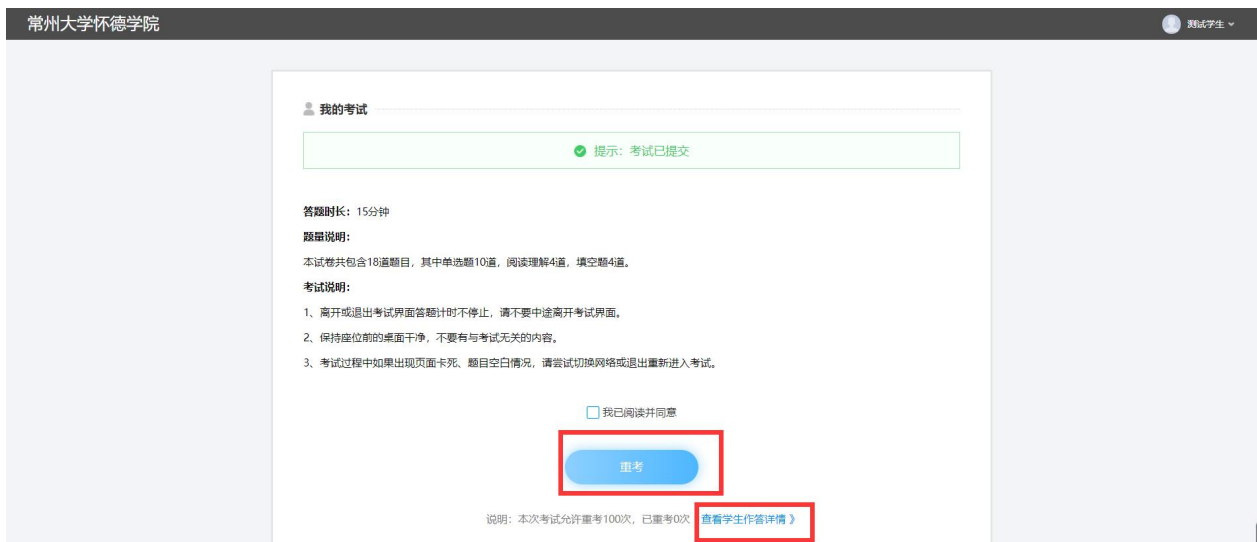 常州大学怀德学院
测试学生
我的考试
提示：考试已提交
答题时长：15分钟
题量说明：
本试卷共包含18道题目，其中单选题10道，阅读理解4道，填空题4道。
考试说明：
1、离开或退出考试界面答题计时不停止，请不要中途离开考试界面。
2、保持座位前的桌面干净，不要有与考试无关的内容。
3、考试过程中如果出现页面卡死、题目空白情况，请尝试切换网络或退出重新进入考试。
我已阅读并同意
重考
说明：本次考试允许重考100次，已重考0次 查看学生作答详情 》